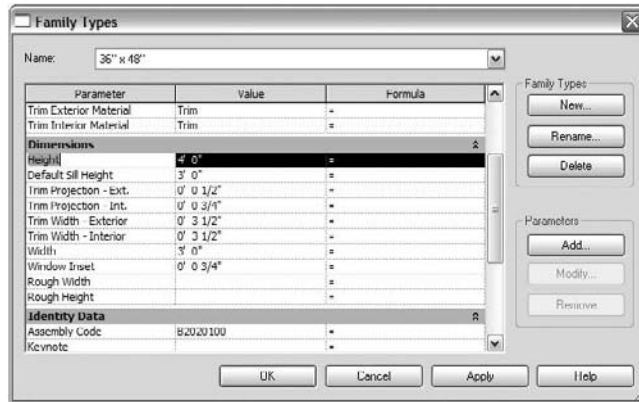 Family Types
Name: 36" x 48"
Parameter Value Formula
Trim Exterior Material Trim =
Trim Interior Material Trim =
Dimensions
Height 4' 0" =
Default Sill Height 3' 0" =
Trim Projection - Ext. 0' 0 1/2" =
Trim Projection - Int. 0' 0 3/4" =
Trim Width - Exterior 0' 3 1/2" =
Trim Width - Interior 0' 3 1/2" =
Width 3' 0" =
Window Inset 0' 0 3/4" =
Rough Width =
Rough Height =
Identity Data
Assembly Code B2020100 =
Keynote =
Family Types
New...
Rename...
Delete
Parameters
Add...
Modify...
Remove
OK Cancel Apply Help